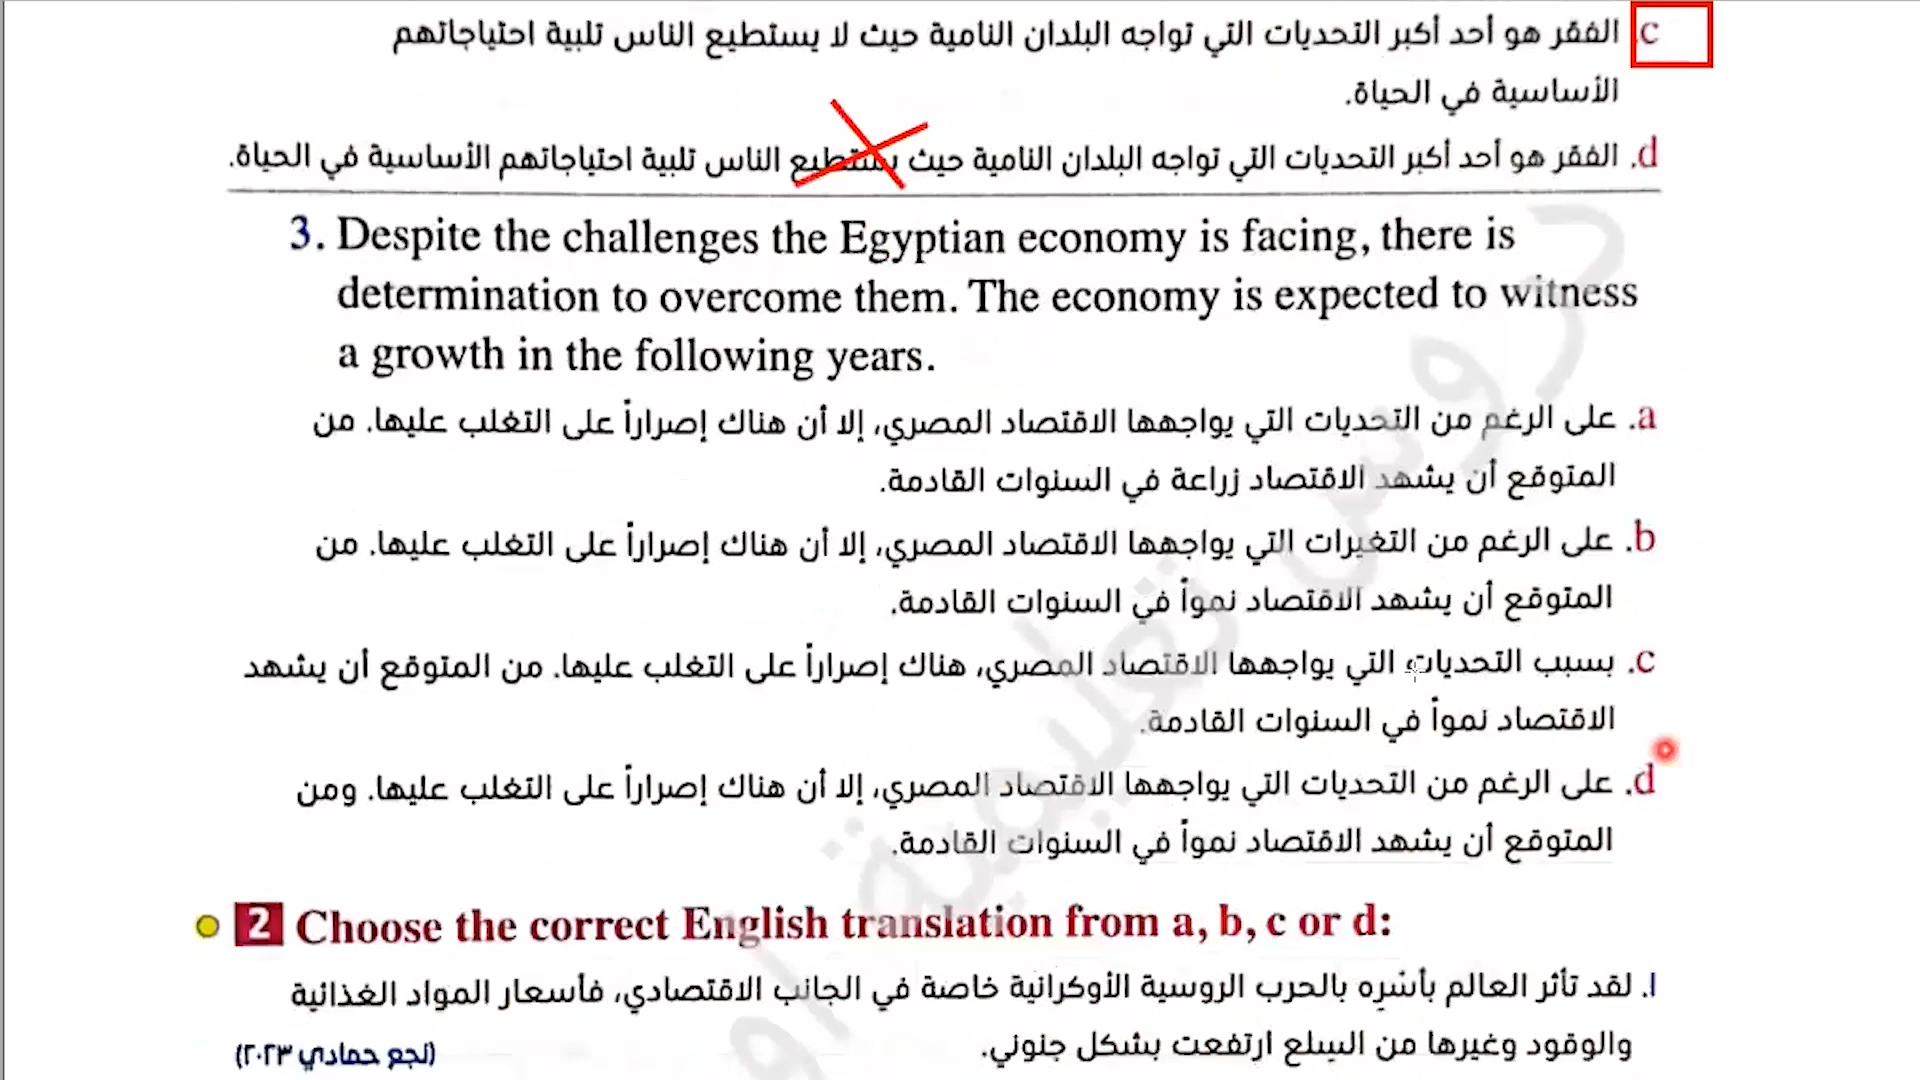 c الفقر هو أحد أكبر التحديات التي تواجه البلدان النامية حيث لا يستطيع الناس تلبية احتياجاتهم
الأساسية في الحياة.
d. الفقر هو أحد أكبر التحديات التي تواجه البلدان النامية حيث يستطيع الناس تلبية احتياجاتهم الأساسية في الحياة.
3. Despite the challenges the Egyptian economy is facing, there is
determination to overcome them. The economy is expected to witness
a growth in the following years.
a. على الرغم من التحديات التي يواجهها الاقتصاد المصري، إلا أن هناك إصراراً على التغلب عليها. من
المتوقع أن يشهد الاقتصاد زراعة في السنوات القادمة.
b. على الرغم من التغيرات التي يواجهها الاقتصاد المصري، إلا أن هناك إصراراً على التغلب عليها. من
المتوقع أن يشهد الاقتصاد نمواً في السنوات القادمة.
c. بسبب التحديات التي يواجهها الاقتصاد المصري، هناك إصراراً على التغلب عليها. من المتوقع أن يشهد
الاقتصاد نمواً في السنوات القادمة.
d. على الرغم من التحديات التي يواجهها الاقتصاد المصري، إلا أن هناك إصراراً على التغلب عليها. ومن
المتوقع أن يشهد الاقتصاد نمواً في السنوات القادمة.
2 Choose the correct English translation from a, b, c or d:
١. لقد تأثر العالم بأسْرِه بالحرب الروسية الأوكرانية خاصة في الجانب الاقتصادي، فأسعار المواد الغذائية
والوقود وغيرها من السلع ارتفعت بشكل جنوني.
(نجع حمادي ٢٠٢٣)
دروس تعليمية